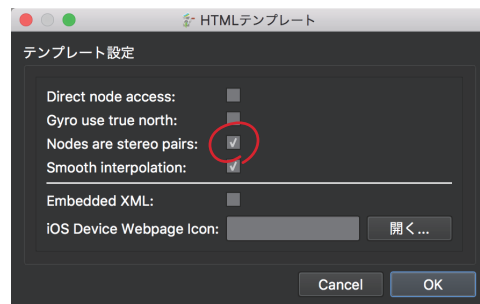 HTMLテンプレート
テンプレート設定
Direct node access:
Gyro use true north:
Nodes are stereo pairs:
Smooth interpolation:
Embedded XML:
iOS Device Webpage Icon: 開く...
Cancel OK